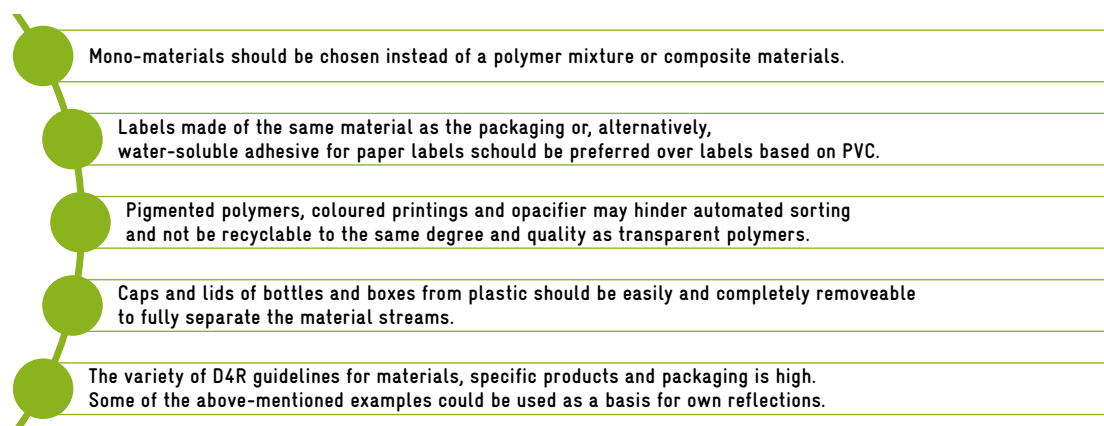 Mono-materials should be chosen instead of a polymer mixture or composite materials.
Labels made of the same material as the packaging or, alternatively,
water-soluble adhesive for paper labels schould be preferred over labels based on PVC.
Pigmented polymers, coloured printings and opacifier may hinder automated sorting
and not be recyclable to the same degree and quality as transparent polymers.
Caps and lids of bottles and boxes from plastic should be easily and completely removeable
to fully separate the material streams.
The variety of D4R guidelines for materials, specific products and packaging is high.
Some of the above-mentioned examples could be used as a basis for own reflections.